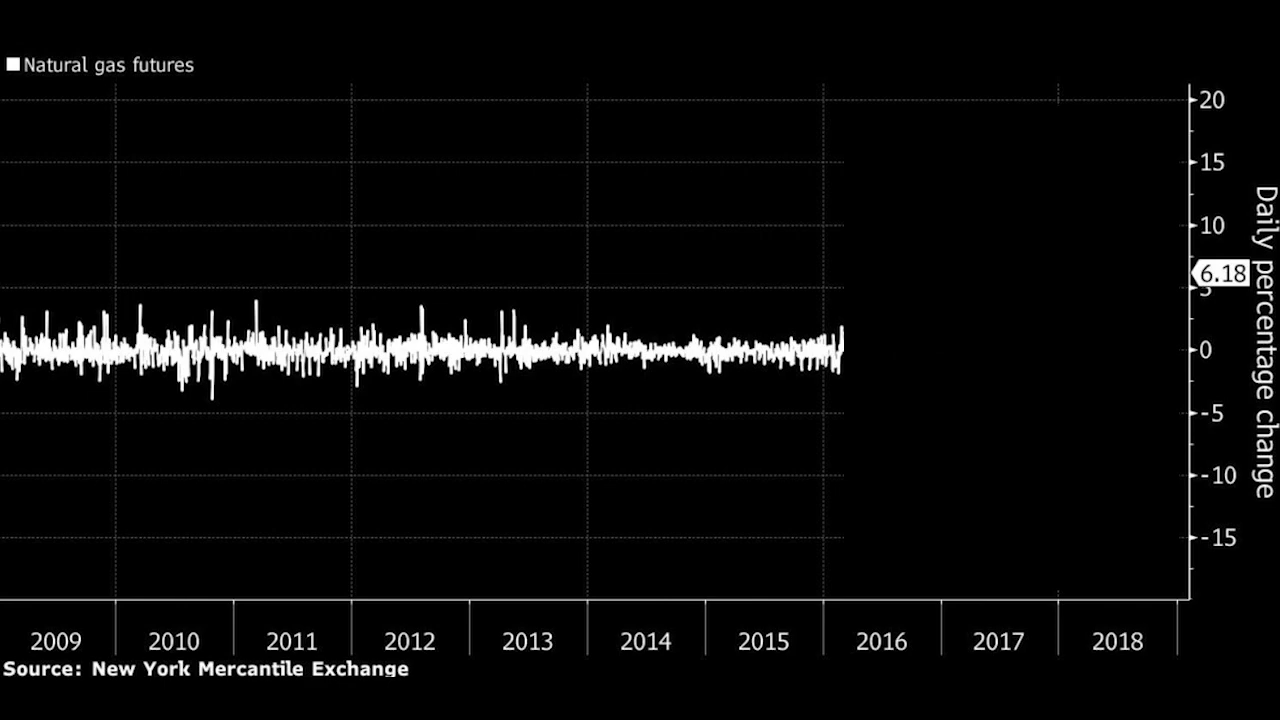 Natural gas futures
20
15
10
6.18
5
0
-5
-10
-15
Daily percentage change
2009 2010 2011 2012 2013 2014 2015 2016 2017 2018
Source: New York Mercantile Exchange